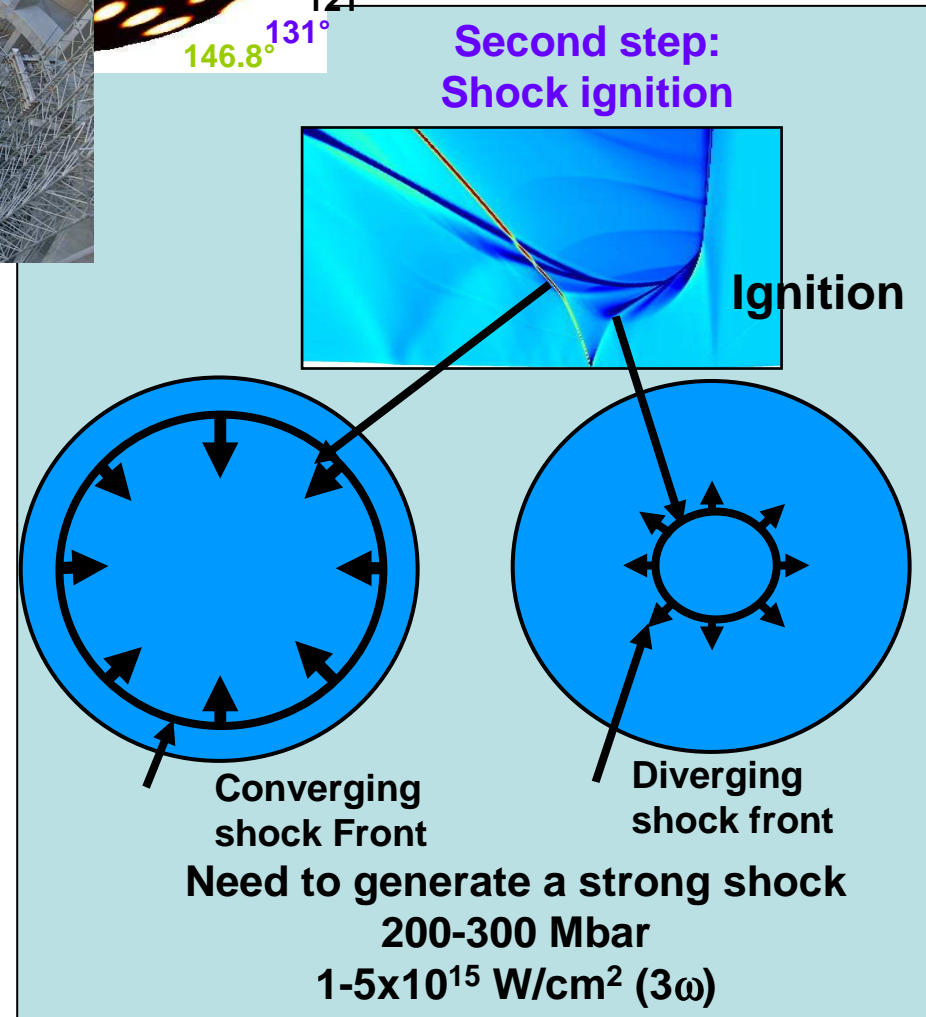 121
131°
146.8°
Second step:
Shock ignition
Ignition
Converging
shock Front
Diverging
shock front
Need to generate a strong shock
200-300 Mbar
1-5x10¹⁵ W/cm² (3ω)